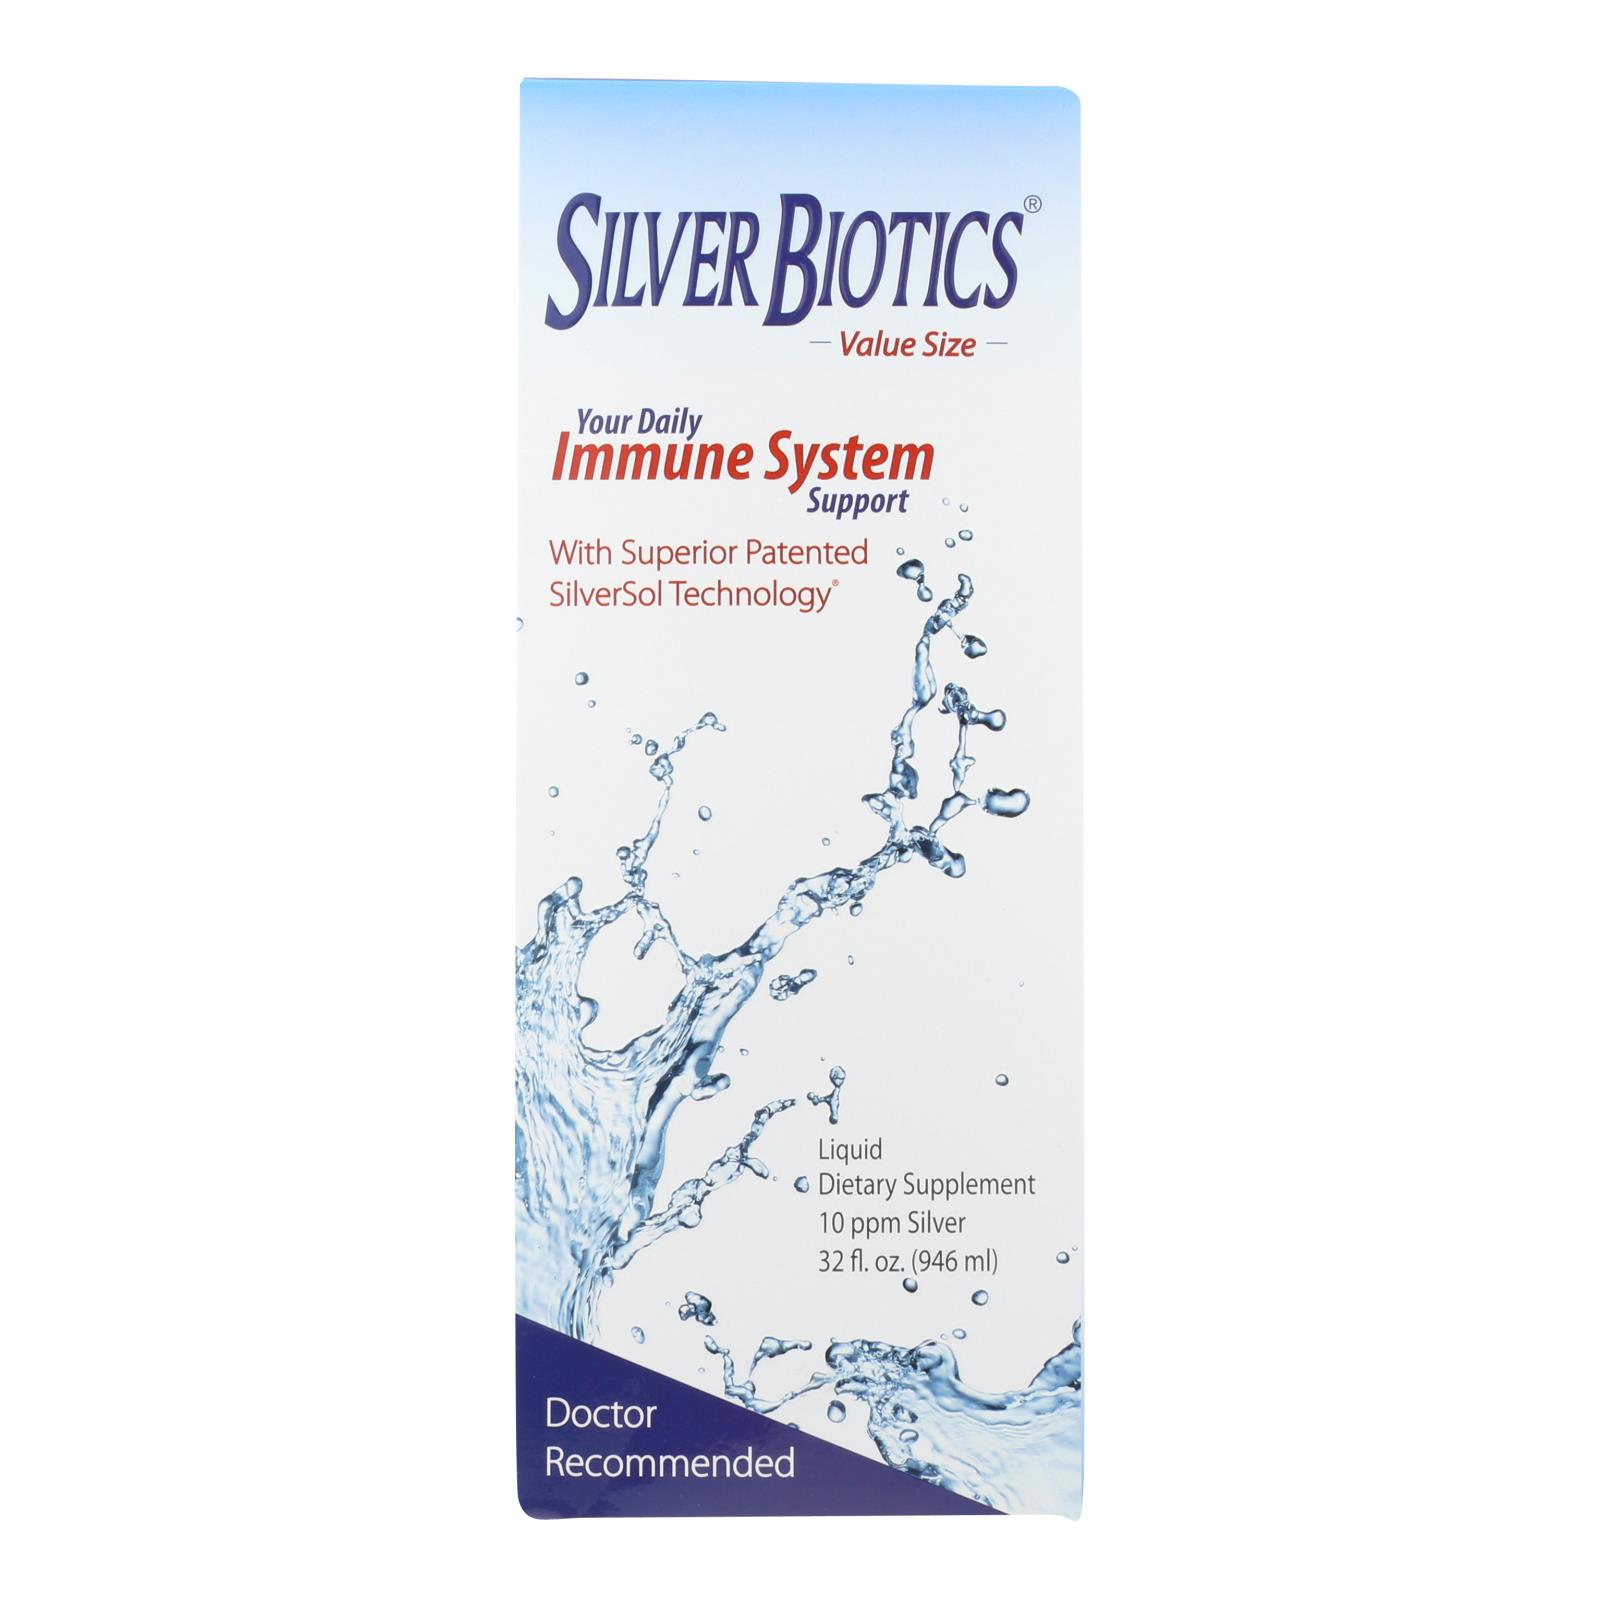 SILVER BIOTICS®
– Value Size –
Your Daily
Immune System
Support
With Superior Patented
SilverSol Technology®
Liquid
Dietary Supplement
10 ppm Silver
32 fl. oz. (946 ml)
Doctor
Recommended